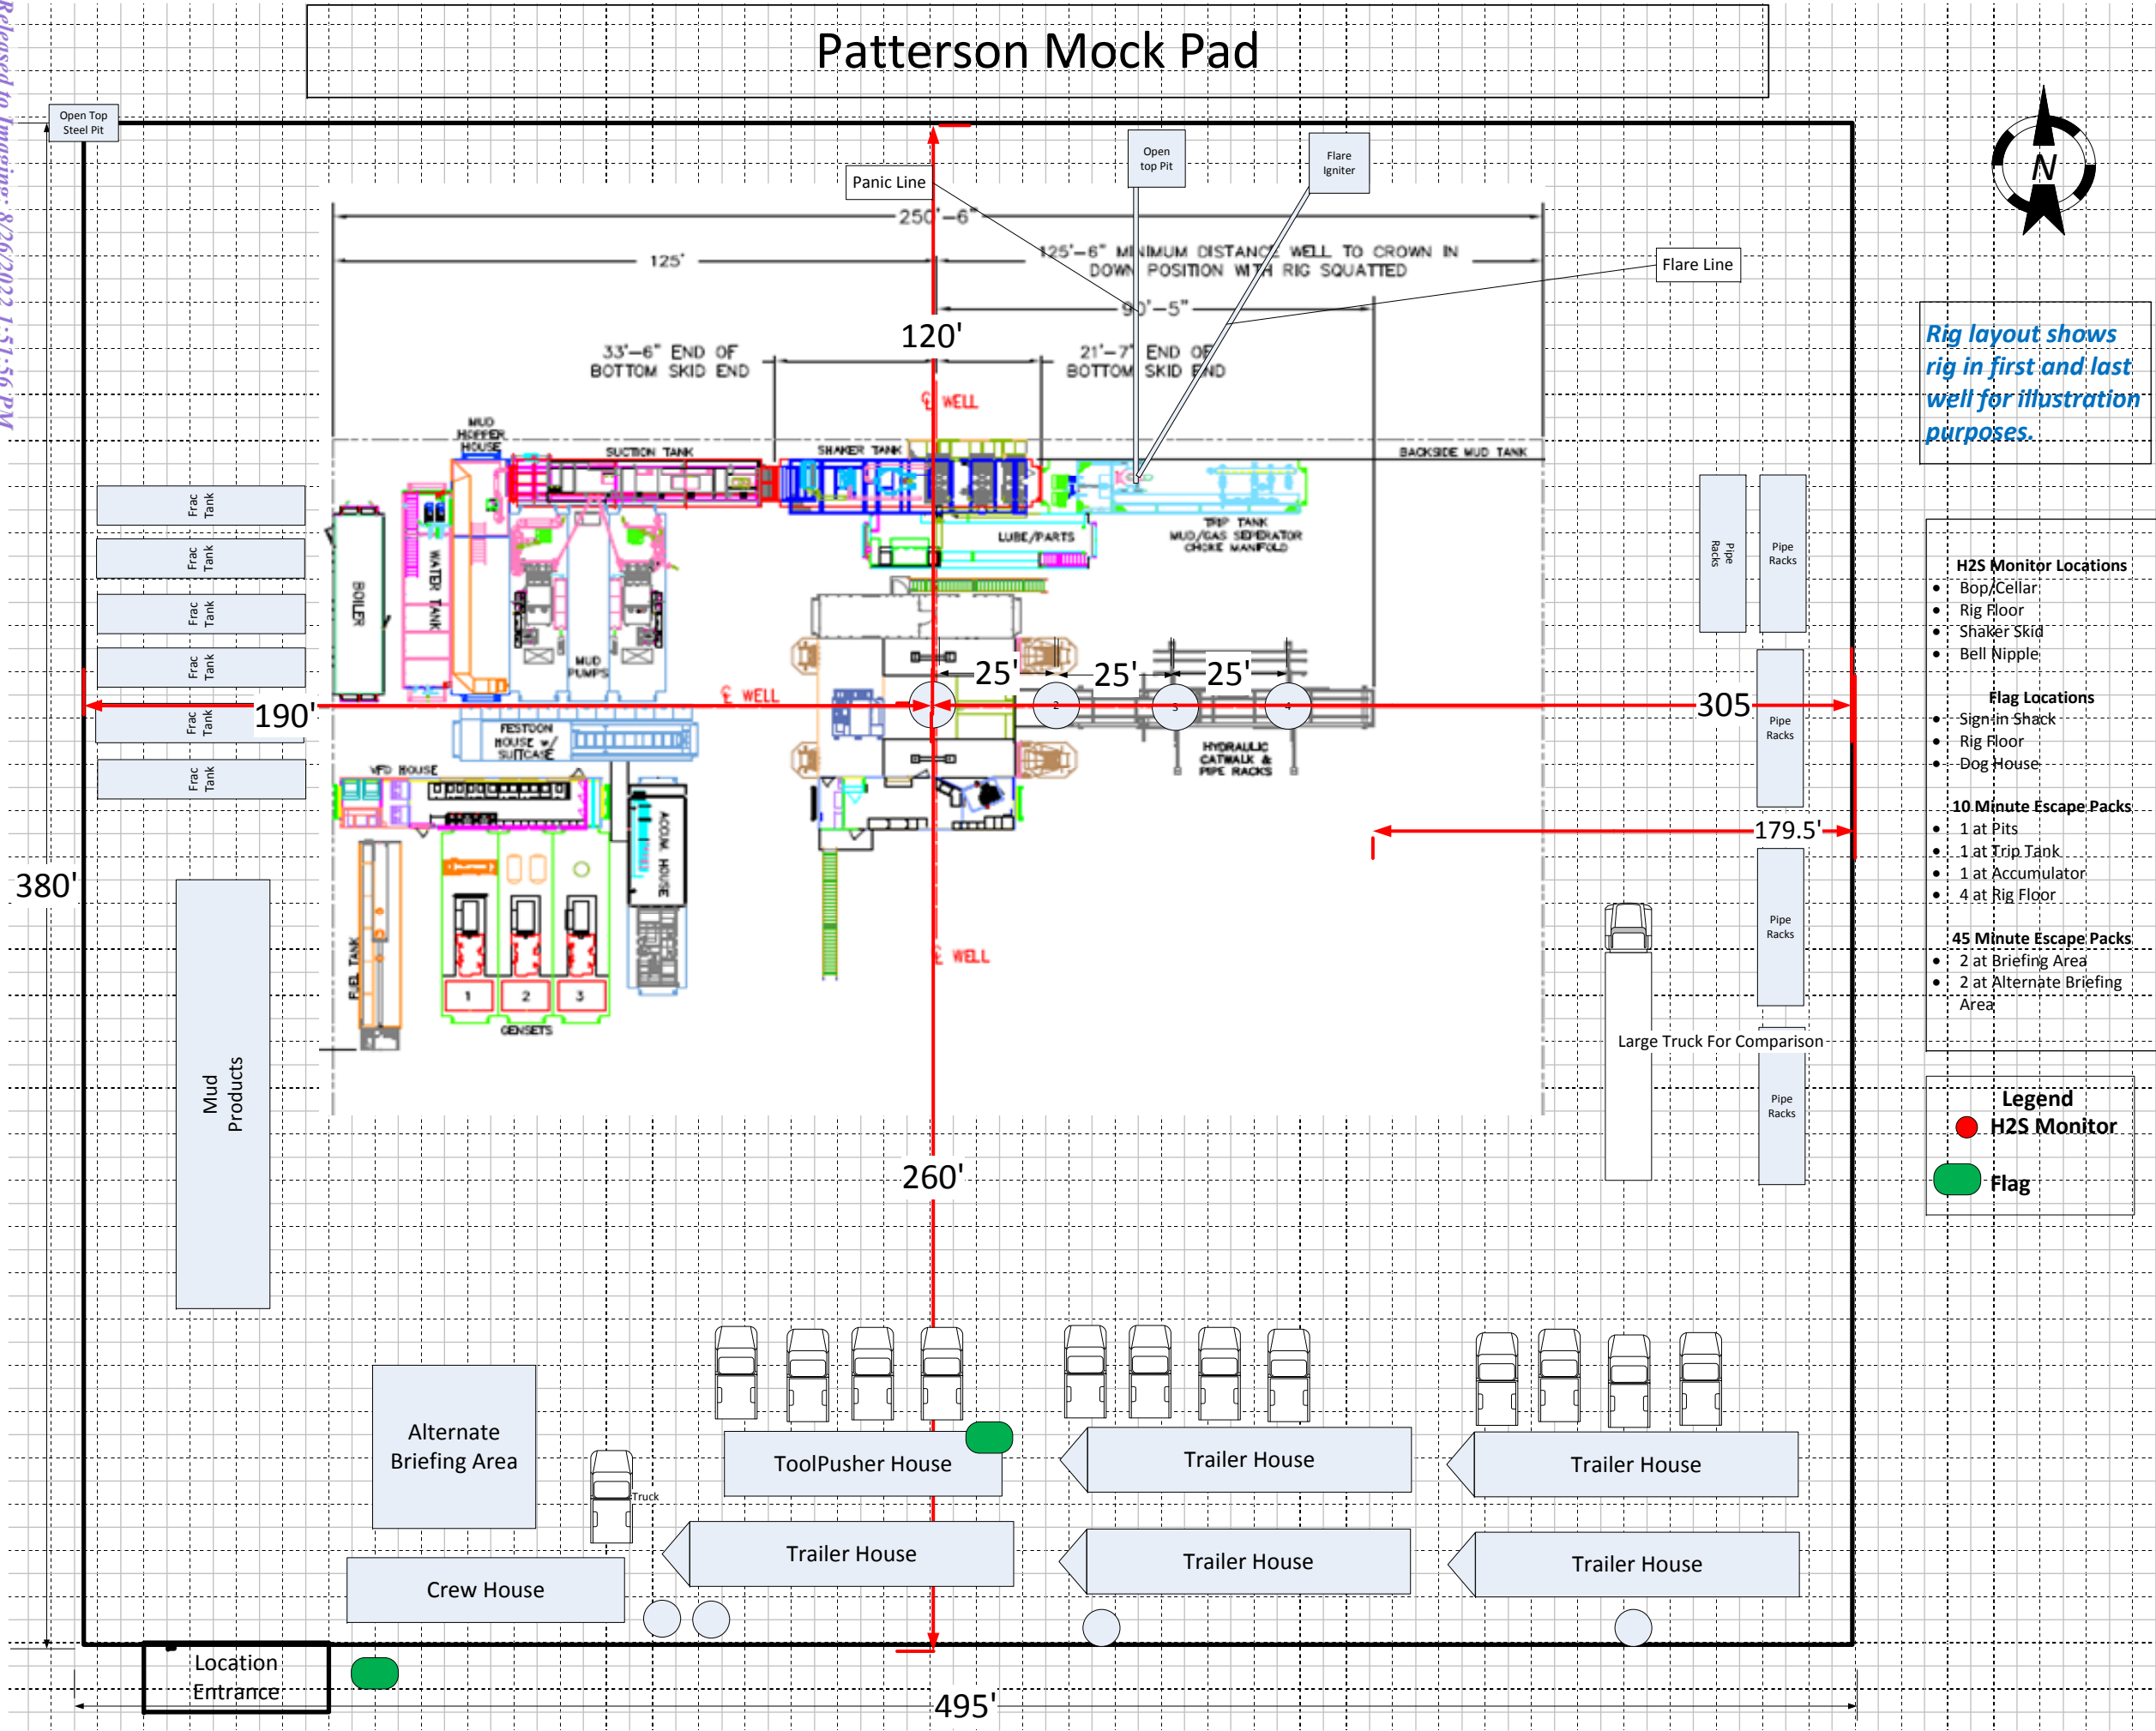 Patterson Mock Pad
Released to Imaging: 8/26/2022 1:51:56 PM
Open Top
Steel Pit
Panic Line
Open
top Pit
Flare
Igniter
Flare Line
N
250'-6"
125'
125'-6" MINIMUM DISTANCE WELL TO CROWN IN
DOWN POSITION WITH RIG SQUATTED
90'-5"
120'
33'-6" END OF
BOTTOM SKID END
21'-7" END OF
BOTTOM SKID END
℄ WELL
Rig layout shows
rig in first and last
well for illustration
purposes.
MUD
HOPPER
HOUSE
SUCTION TANK
SHAKER TANK
BACKSIDE MUD TANK
Frac
Tank
Frac
Tank
Frac
Tank
Frac
Tank
Frac
Tank
Frac
Tank
BOILER
WATER TANK
MUD
PUMPS
LUBE/PARTS
TRIP TANK
MUD/GAS SEPERATOR
CHOKE MANIFOLD
Pipe
Racks
Pipe
Racks
Pipe
Racks
Pipe
Racks
Pipe
Racks
25'
25'
25'
2
3
4
℄ WELL
190'
305
179.5'
FESTOON
HOUSE w/
SUITCASE
HYDRAULIC
CATWALK &
PIPE RACKS
VFD HOUSE
ACCUM. HOUSE
FUEL TANK
1
2
3
GENSETS
℄ WELL
380'
Mud
Products
Large Truck For Comparison
260'
H2S Monitor Locations
• Bop/Cellar
• Rig Floor
• Shaker Skid
• Bell Nipple
Flag Locations
• Sign in Shack
• Rig Floor
• Dog House
10 Minute Escape Packs
• 1 at Pits
• 1 at Trip Tank
• 1 at Accumulator
• 4 at Rig Floor
45 Minute Escape Packs
• 2 at Briefing Area
• 2 at Alternate Briefing
Area
Legend
H2S Monitor
Flag
Alternate
Briefing Area
Truck
ToolPusher House
Trailer House
Trailer House
Crew House
Trailer House
Trailer House
Trailer House
Location
Entrance
495'